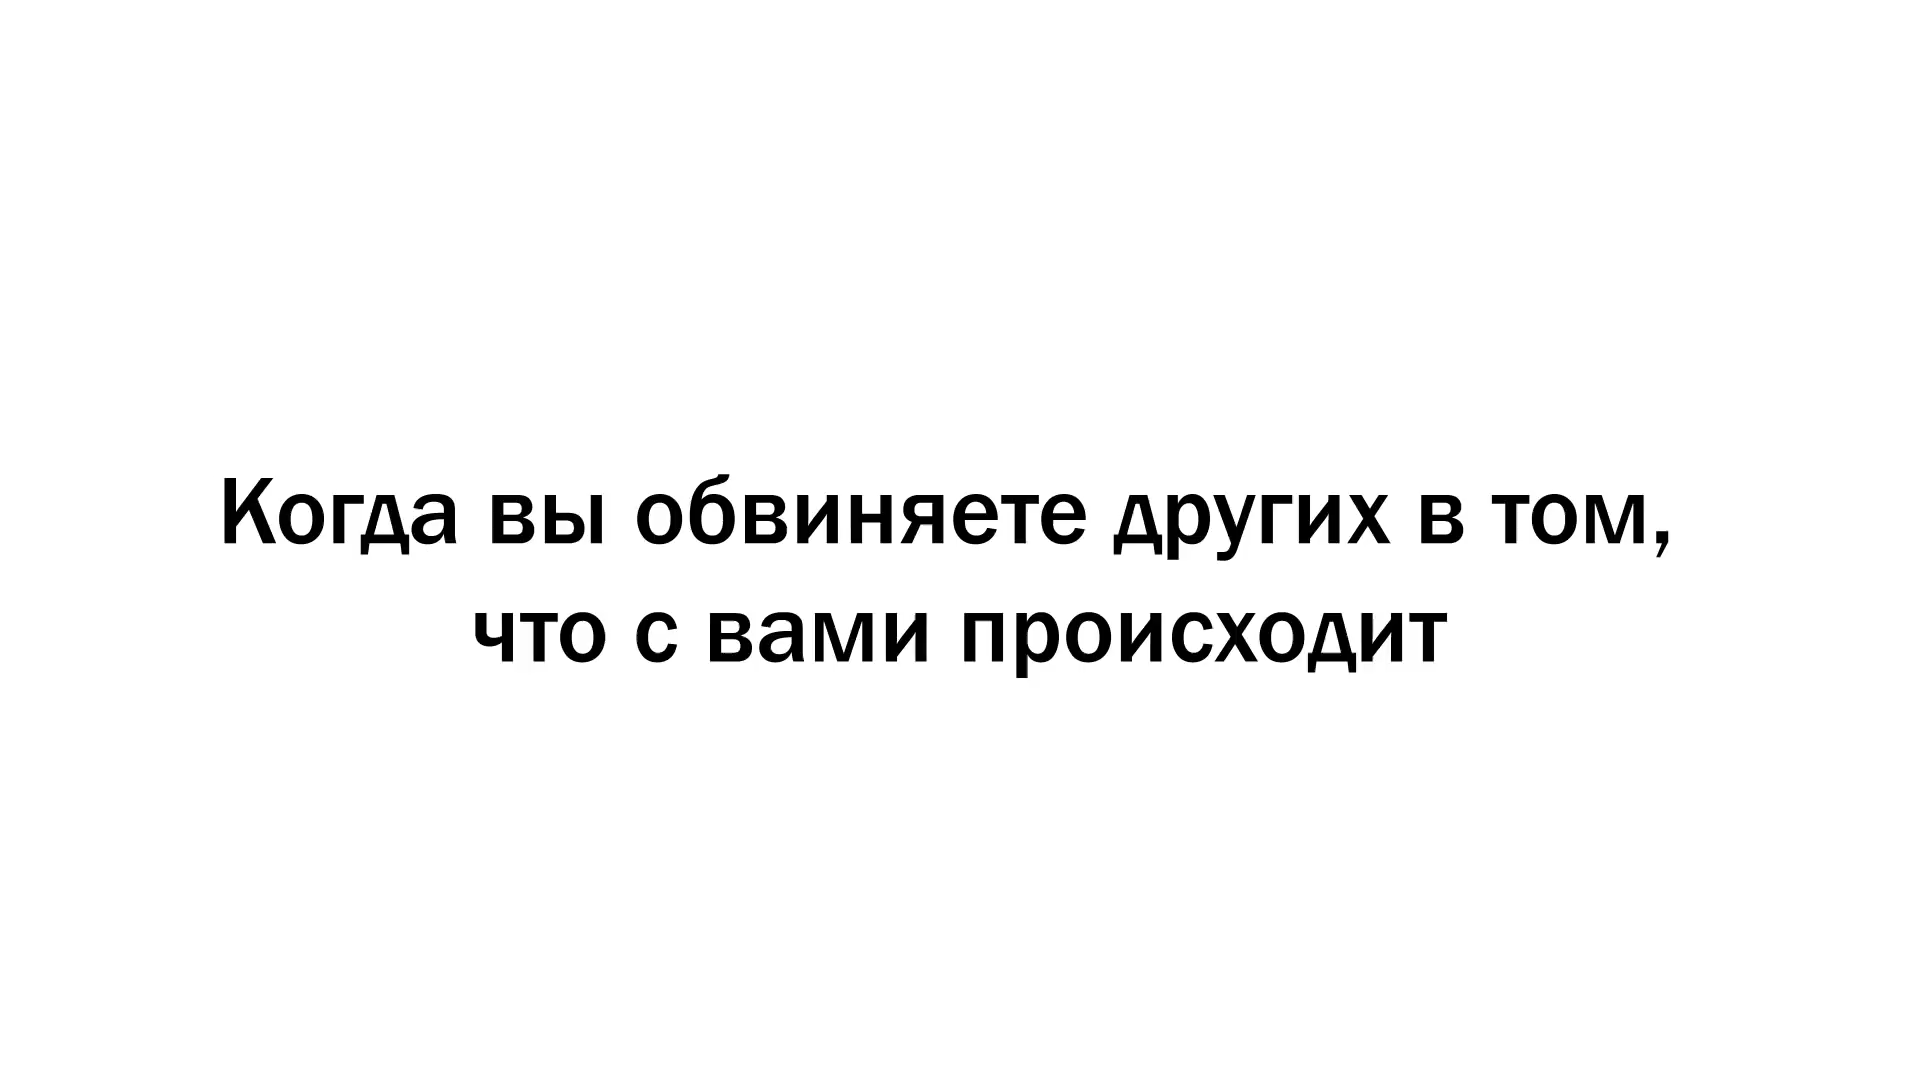 Когда вы обвиняете других в том,
что с вами происходит